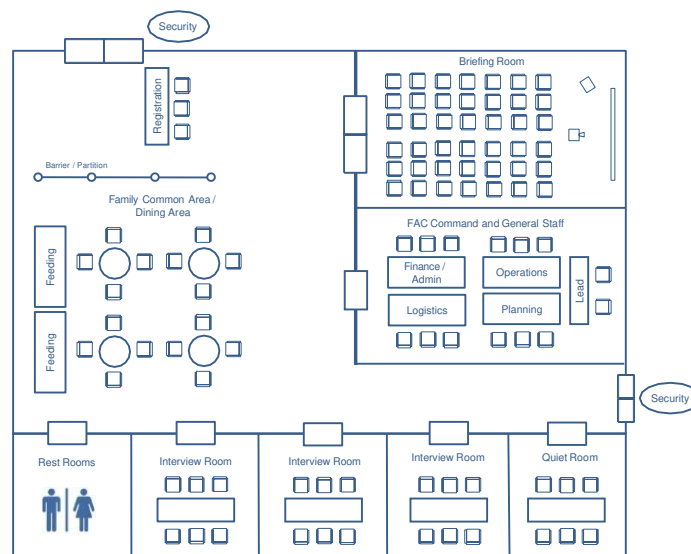 Security
Briefing Room
Registration
Barrier / Partition
Family Common Area /
Dining Area
FAC Command and General Staff
Feeding
Finance /
Admin
Operations
Lead
Logistics
Planning
Feeding
Security
Rest Rooms
Interview Room
Interview Room
Interview Room
Quiet Room